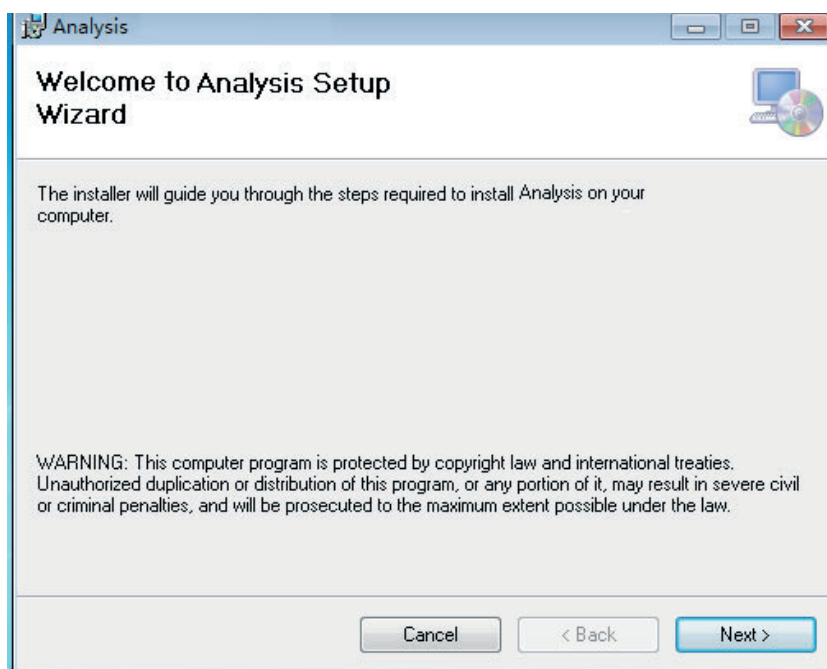 Analysis
Welcome to Analysis Setup
Wizard
The installer will guide you through the steps required to install Analysis on your
computer.
WARNING: This computer program is protected by copyright law and international treaties.
Unauthorized duplication or distribution of this program, or any portion of it, may result in severe civil
or criminal penalties, and will be prosecuted to the maximum extent possible under the law.
Cancel < Back Next >